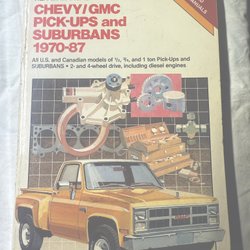 CHEVY/GMC
PICK-UPS and
SUBURBANS
1970-87
All U.S. and Canadian models of ½, ¾, and 1 ton Pick-Ups and
SUBURBANS • 2- and 4-wheel drive, including diesel engines
MANUALS